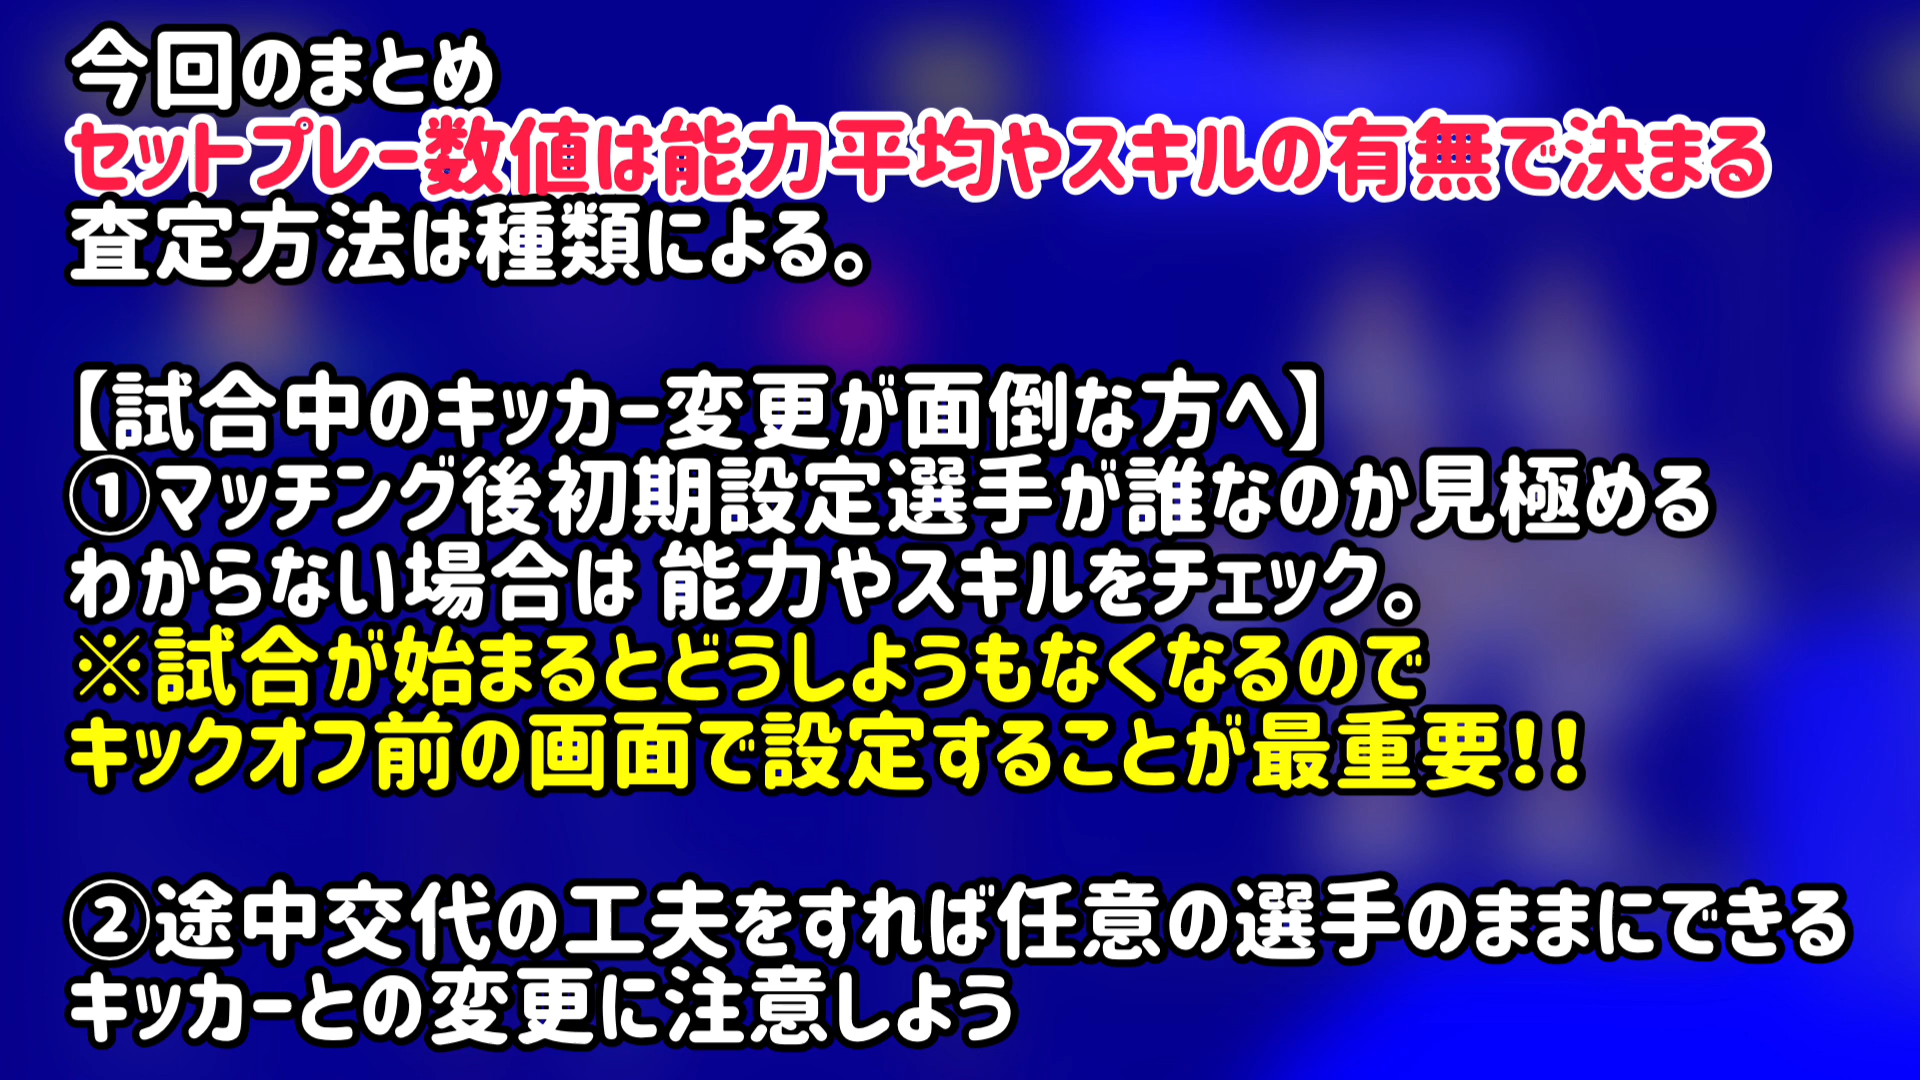 今回のまとめ
セットプレー数値は能力平均やスキルの有無で決まる
査定方法は種類による。
【試合中のキッカー変更が面倒な方へ】
①マッチング後初期設定選手が誰なのか見極める
わからない場合は 能力やスキルをチェック。
※試合が始まるとどうしようもなくなるので
キックオフ前の画面で設定することが最重要！！
②途中交代の工夫をすれば任意の選手のままにできる
キッカーとの変更に注意しよう